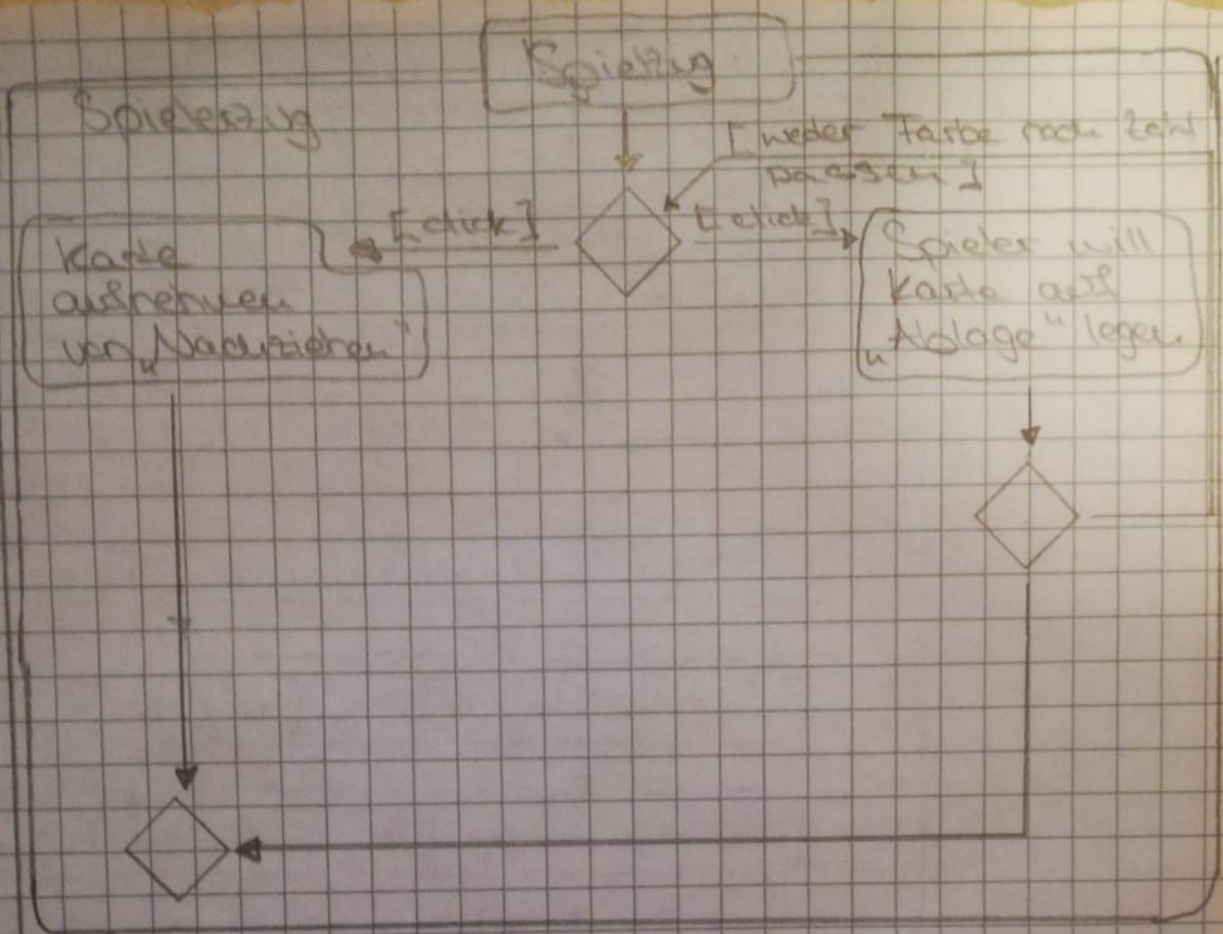 Spielzug
Spielerzug
[weder Farbe noch Zahl
passen]
[click]
[click]
Karte
aufnehmen
von „Nachziehen“
Spieler will
Karte auf
„Ablage“ legen